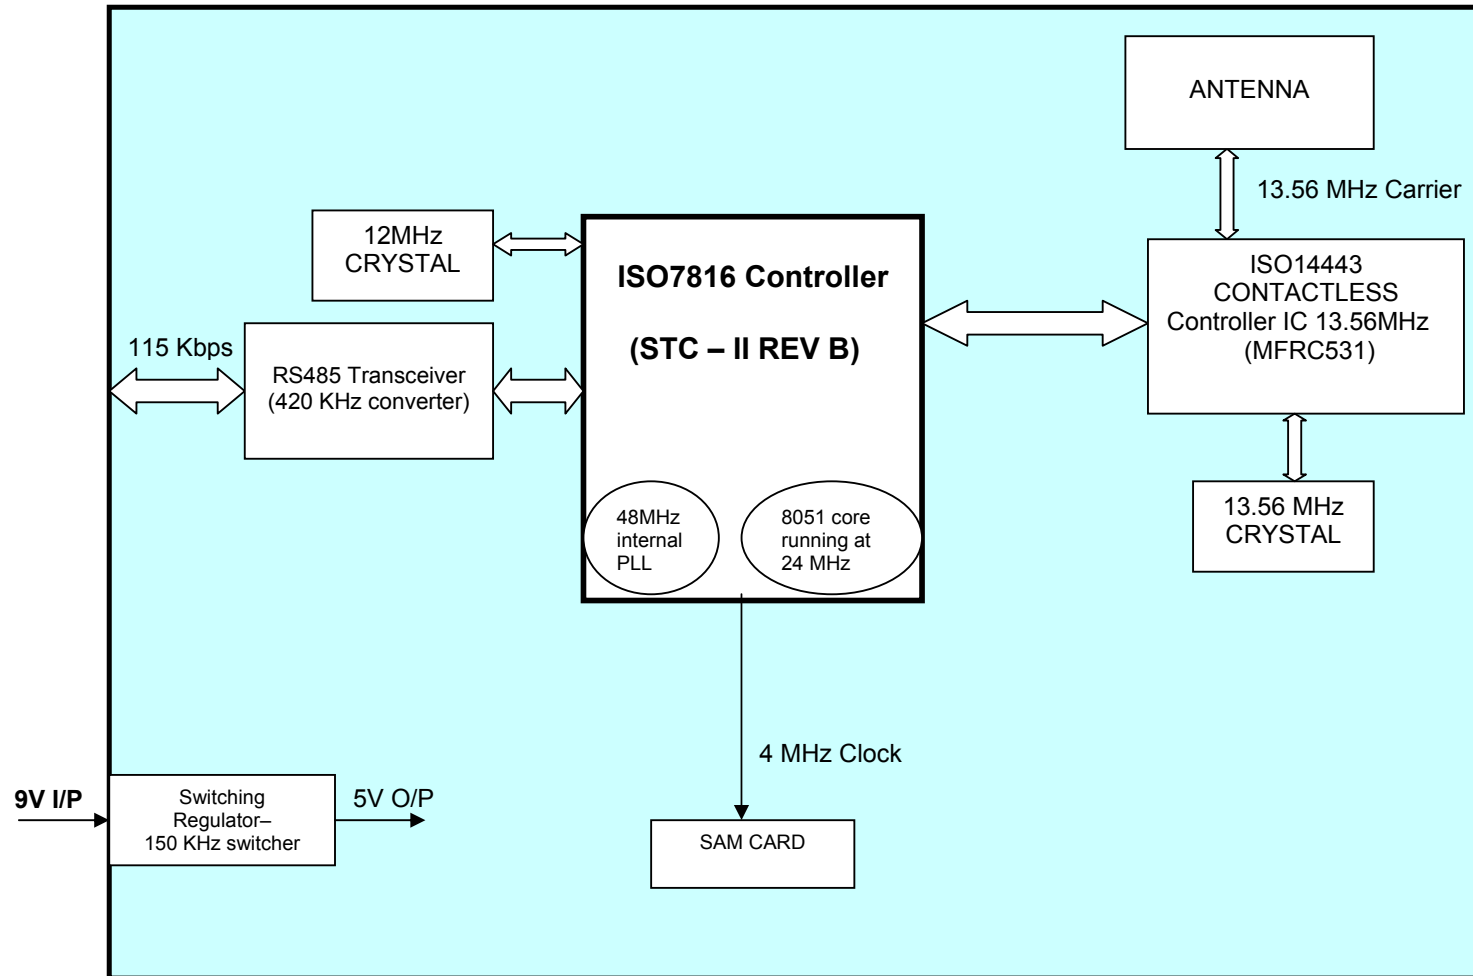 ANTENNA
13.56 MHz Carrier
12MHz
CRYSTAL
ISO7816 Controller
(STC – II REV B)
ISO14443
CONTACTLESS
Controller IC 13.56MHz
(MFRC531)
115 Kbps
RS485 Transceiver
(420 KHz converter)
48MHz
internal
PLL
8051 core
running at
24 MHz
13.56 MHz
CRYSTAL
4 MHz Clock
9V I/P
Switching
Regulator–
150 KHz switcher
5V O/P
SAM CARD